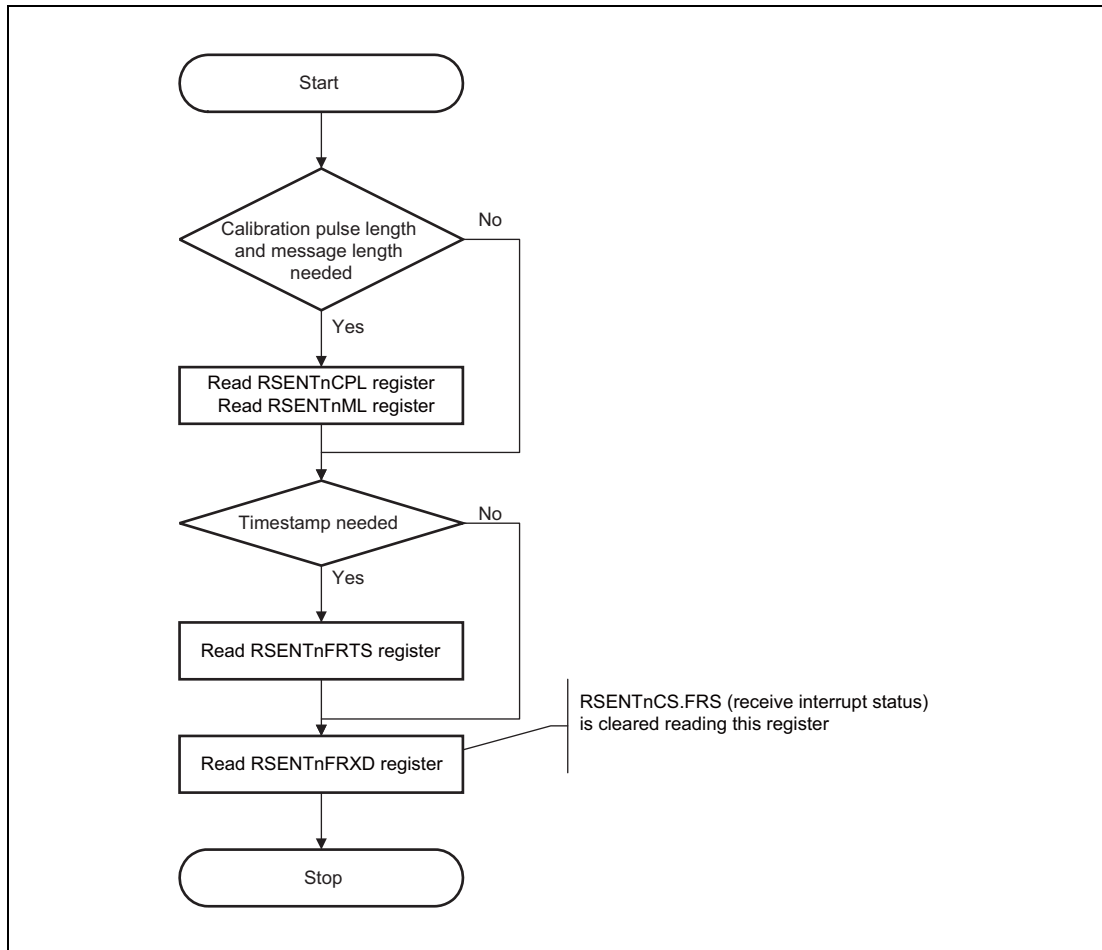 Start
Calibration pulse length
and message length
needed
No
Yes
Read RSENTnCPL register
Read RSENTnML register
Timestamp needed
No
Yes
Read RSENTnFRTS register
RSENTnCS.FRS (receive interrupt status)
is cleared reading this register
Read RSENTnFRXD register
Stop